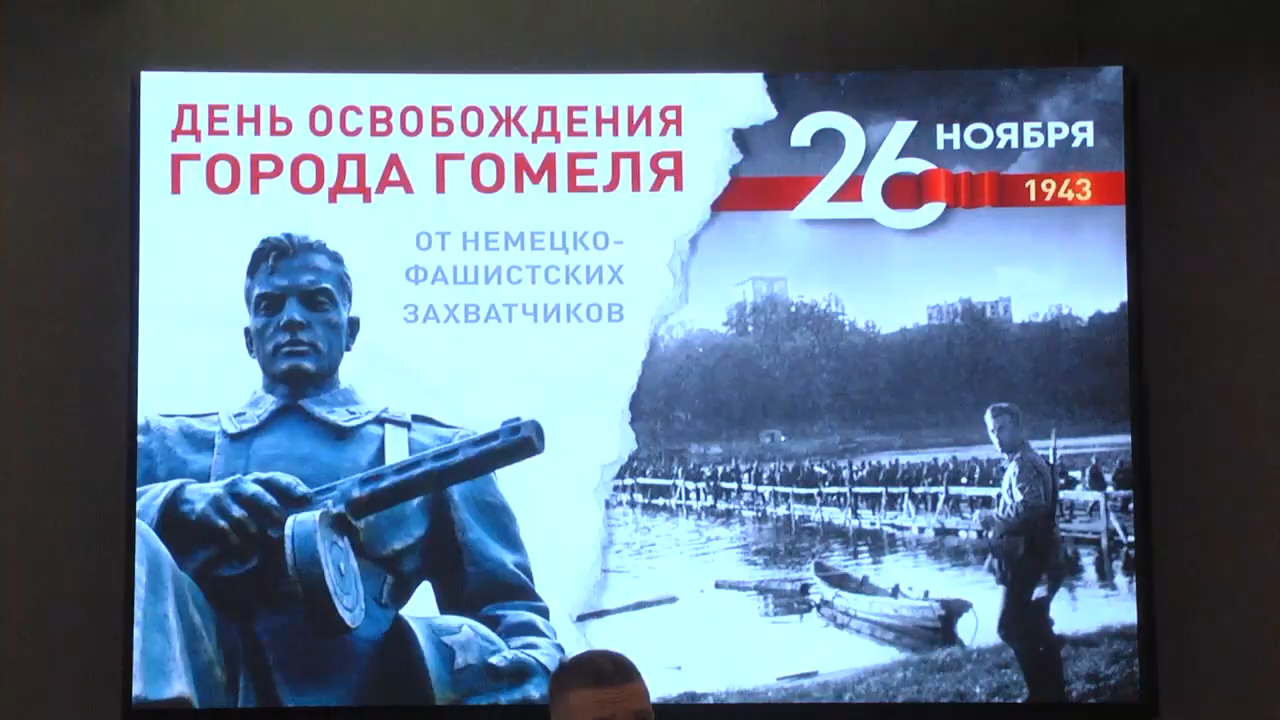 ДЕНЬ ОСВОБОЖДЕНИЯ
ГОРОДА ГОМЕЛЯ
ОТ НЕМЕЦКО-
ФАШИСТСКИХ
ЗАХВАТЧИКОВ
26 НОЯБРЯ
1943